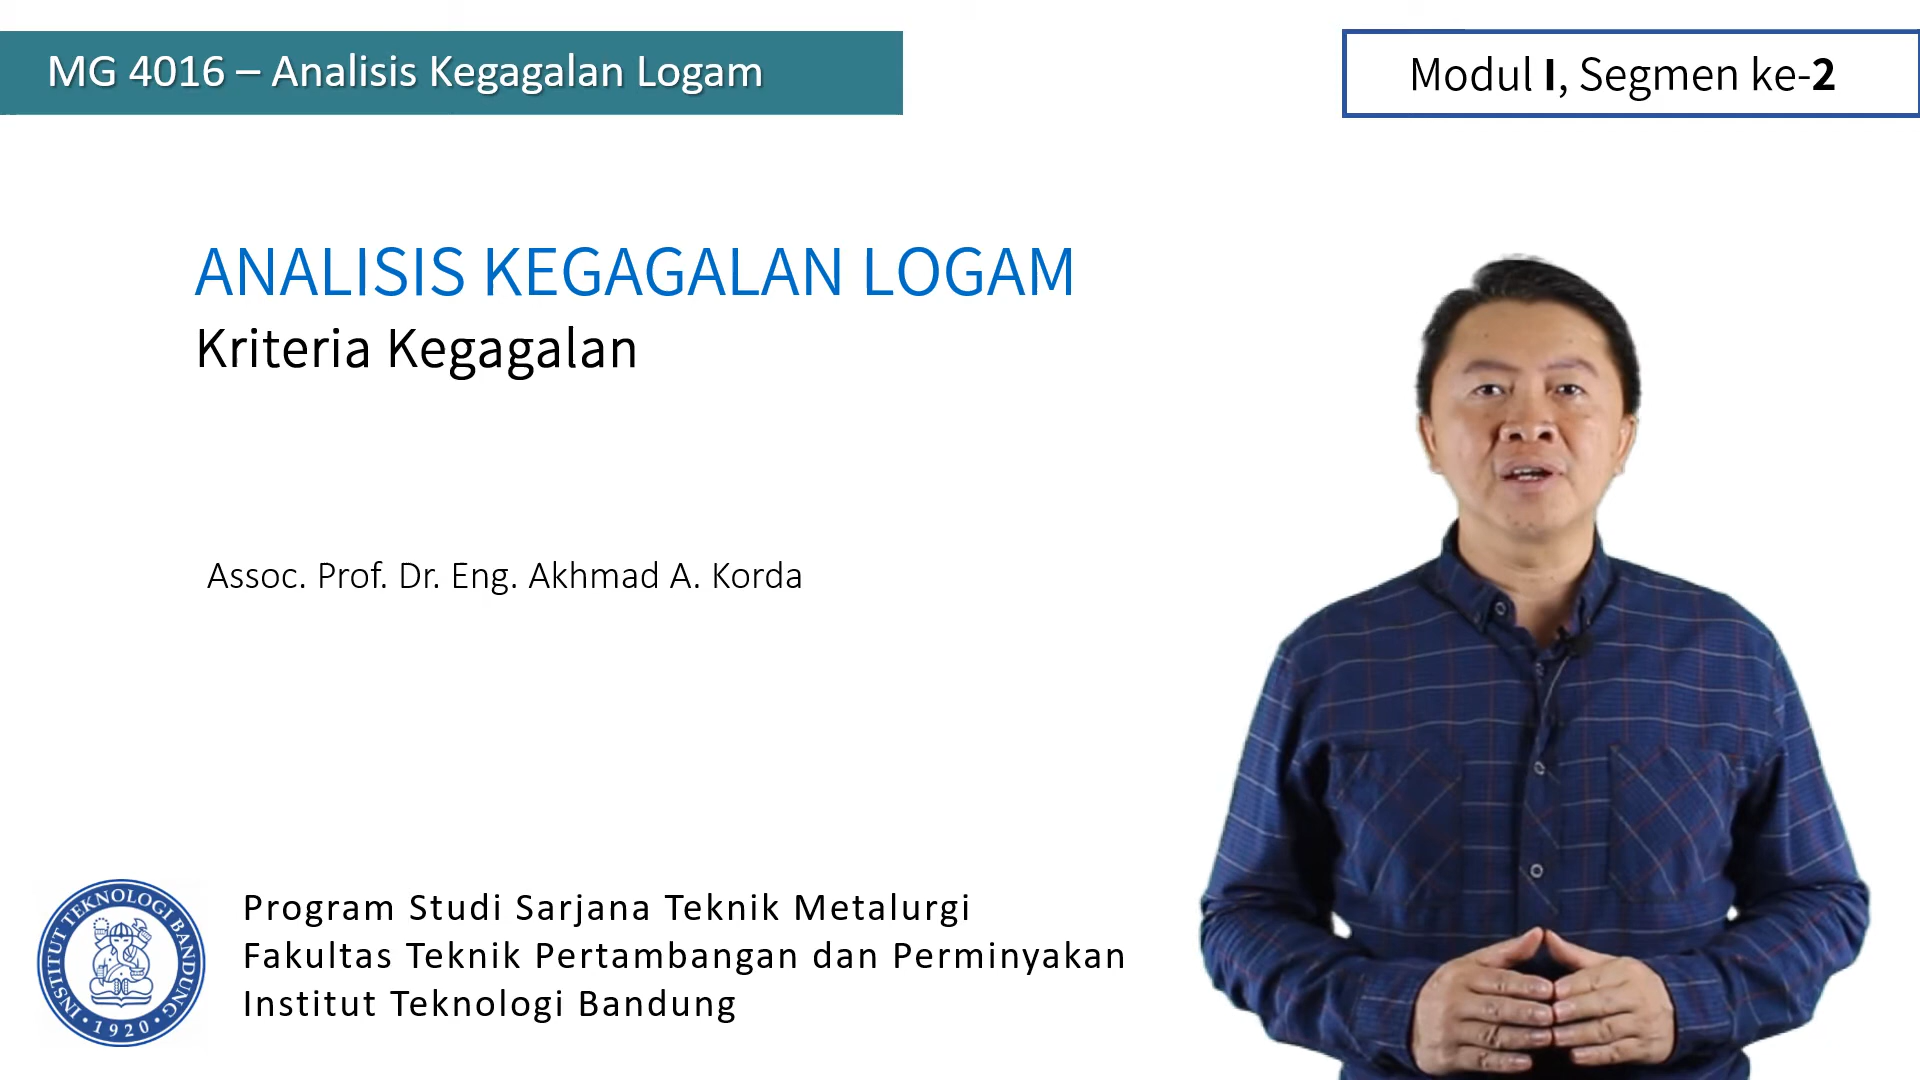 MG 4016 – Analisis Kegagalan Logam
Modul I, Segmen ke-2
ANALISIS KEGAGALAN LOGAM
Kriteria Kegagalan
Assoc. Prof. Dr. Eng. Akhmad A. Korda
INSTITUT TEKNOLOGI BANDUNG
• 1920 •
Program Studi Sarjana Teknik Metalurgi
Fakultas Teknik Pertambangan dan Perminyakan
Institut Teknologi Bandung